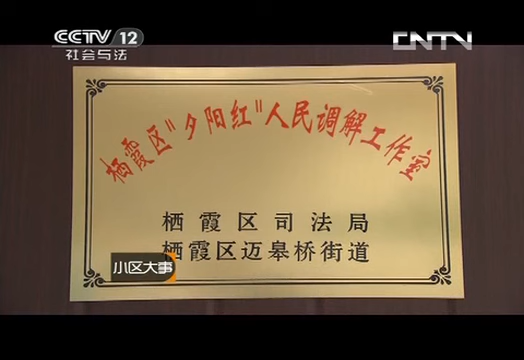 CCTV 12
社会与法
CNTV
栖霞区"夕阳红"人民调解工作室
栖霞区司法局
栖霞区迈皋桥街道
小区大事